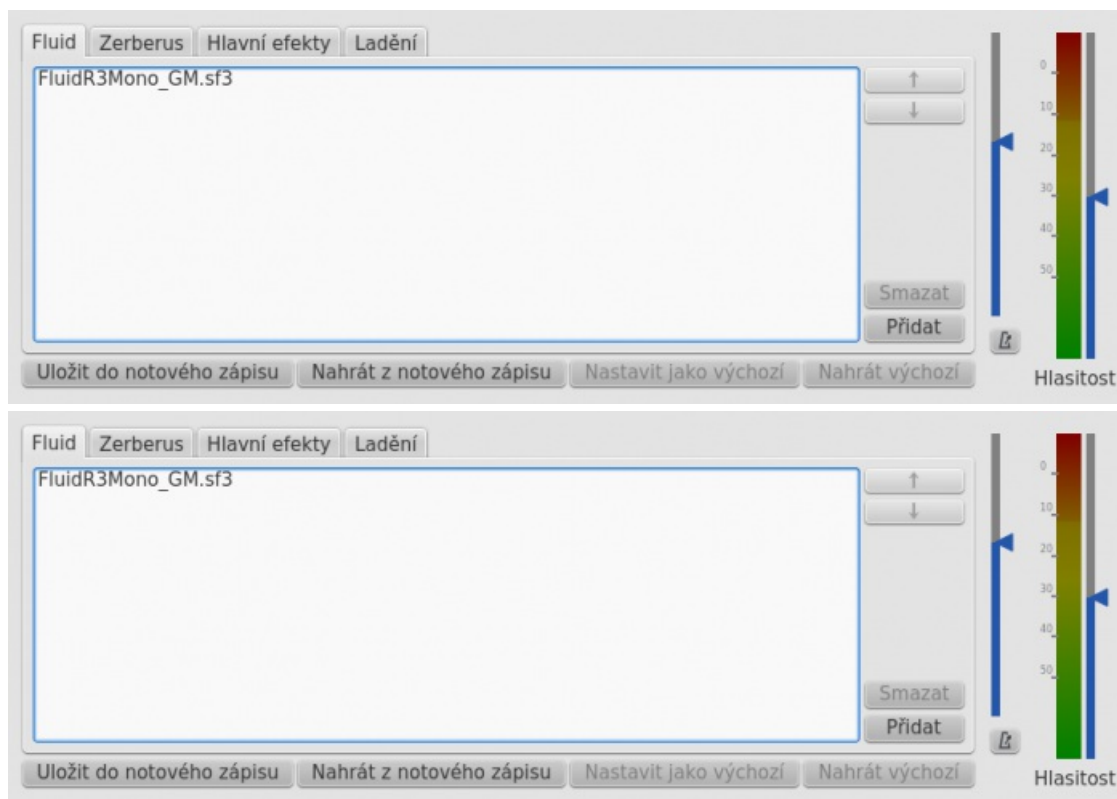 Fluid Zerberus Hlavní efekty Ladění
FluidR3Mono_GM.sf3
↑
↓
0
10
20
30
40
50
Smazat
Přidat
Uložit do notového zápisu Nahrát z notového zápisu Nastavit jako výchozí Nahrát výchozí
Hlasitost
Fluid Zerberus Hlavní efekty Ladění
FluidR3Mono_GM.sf3
↑
↓
0
10
20
30
40
50
Smazat
Přidat
Uložit do notového zápisu Nahrát z notového zápisu Nastavit jako výchozí Nahrát výchozí
Hlasitost